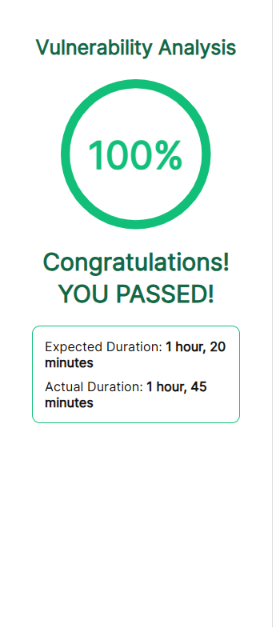 Vulnerability Analysis
100%
Congratulations!
YOU PASSED!
Expected Duration: 1 hour, 20
minutes
Actual Duration: 1 hour, 45
minutes